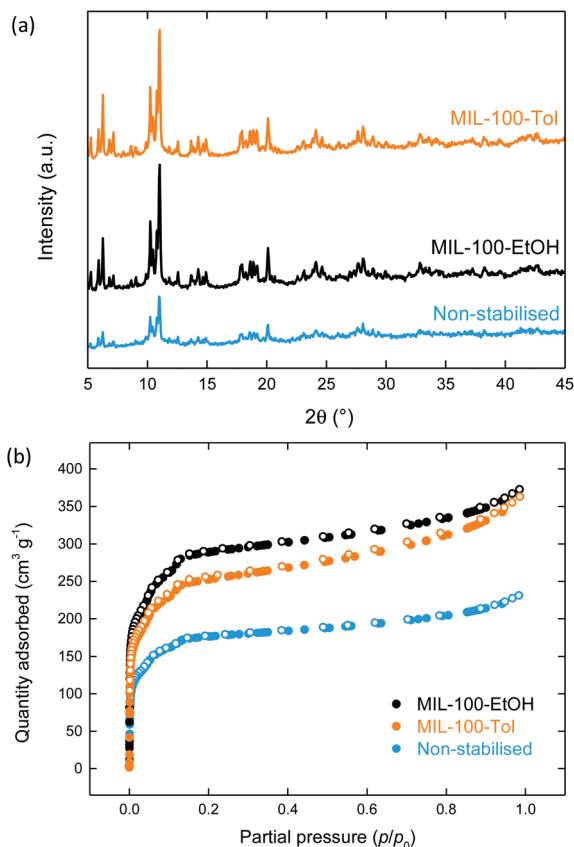 (a)
Intensity (a.u.)
MIL-100-Tol
MIL-100-EtOH
Non-stabilised
5 10 15 20 25 30 35 40 45
2θ (°)
(b)
Quantity adsorbed (cm³ g⁻¹)
400
350
300
250
200
150
100
50
0
MIL-100-EtOH
MIL-100-Tol
Non-stabilised
0.0 0.2 0.4 0.6 0.8 1.0
Partial pressure (p/p₀)